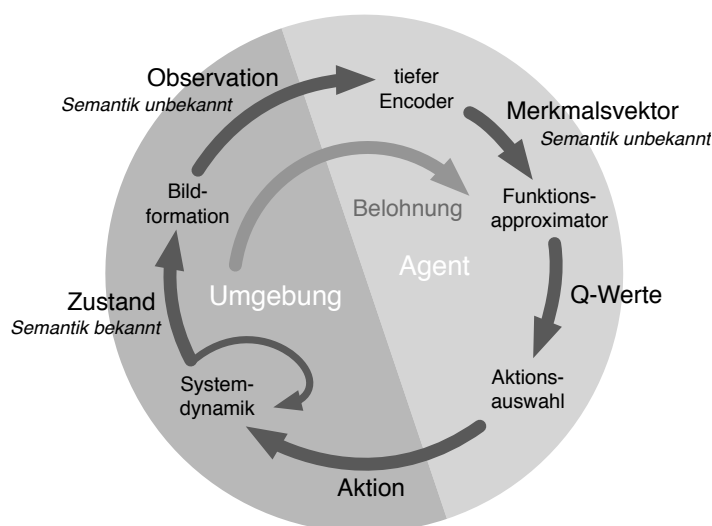 Observation
Semantik unbekannt
tiefer
Encoder
Merkmalsvektor
Semantik unbekannt
Bild-
formation
Belohnung
Funktions-
approximator
Umgebung
Agent
Zustand
Semantik bekannt
Q-Werte
System-
dynamik
Aktions-
auswahl
Aktion